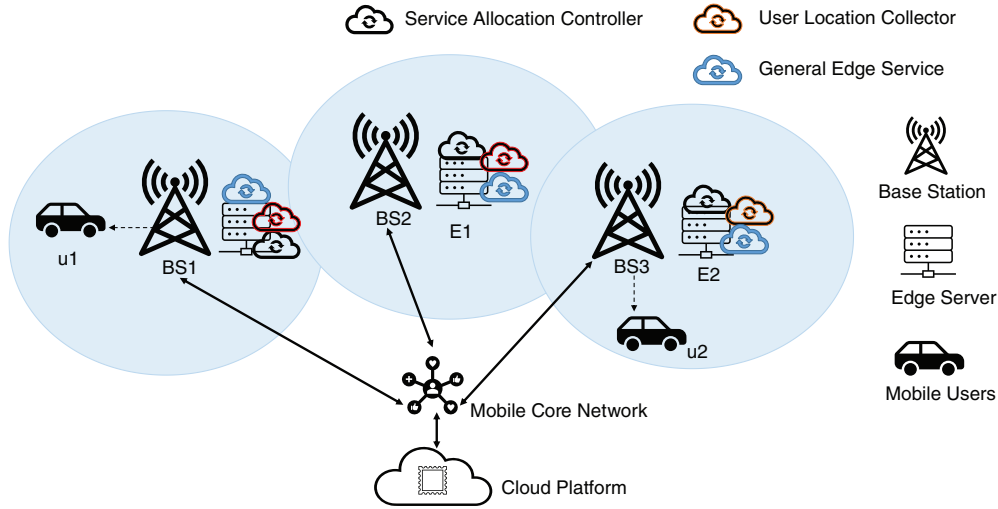 Service Allocation Controller
User Location Collector
General Edge Service
BS1
u1
BS2
E1
BS3
E2
u2
Base Station
Edge Server
Mobile Users
Mobile Core Network
Cloud Platform